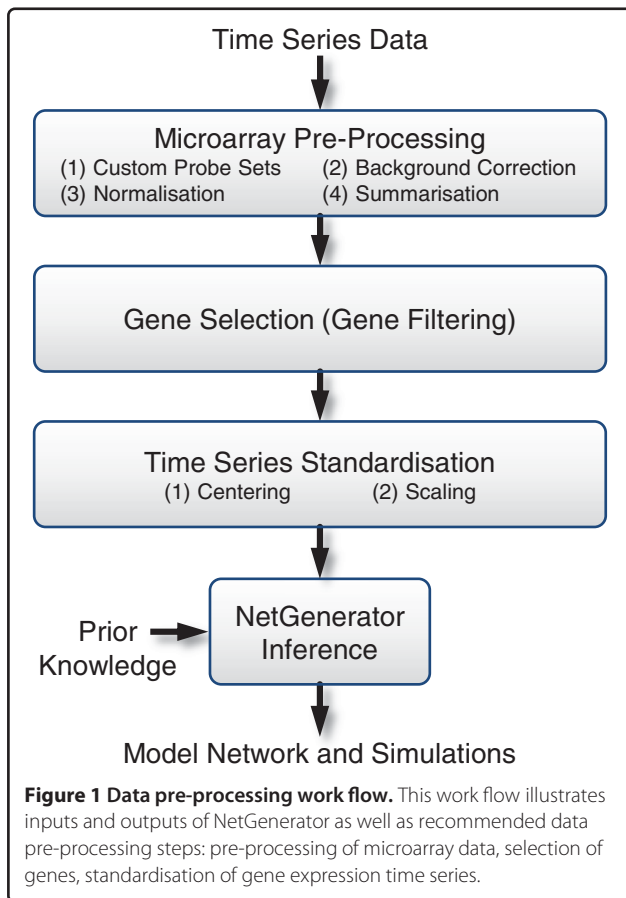 Time Series Data
Microarray Pre-Processing
(1) Custom Probe Sets (2) Background Correction
(3) Normalisation (4) Summarisation
Gene Selection (Gene Filtering)
Time Series Standardisation
(1) Centering (2) Scaling
Prior
Knowledge
NetGenerator
Inference
Model Network and Simulations
Figure 1 Data pre-processing work flow. This work flow illustrates
inputs and outputs of NetGenerator as well as recommended data
pre-processing steps: pre-processing of microarray data, selection of
genes, standardisation of gene expression time series.